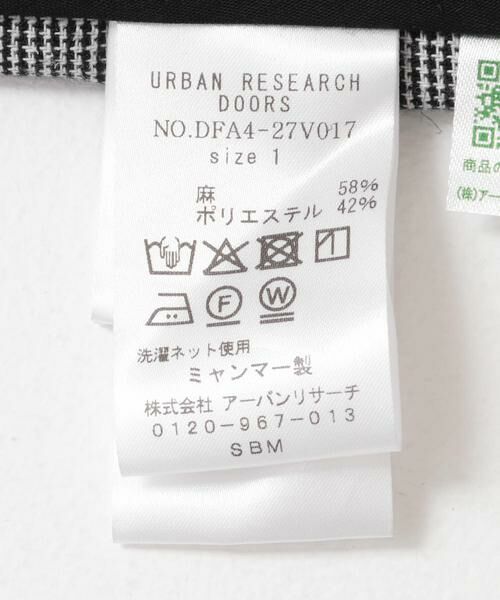 URBAN RESEARCH
DOORS
NO.DFA4-27V017
size 1
麻 58%
ポリエステル 42%
F W
洗濯ネット使用
ミャンマー製
株式会社 アーバンリサーチ
0120-967-013
SBM
商品の
(株)アー